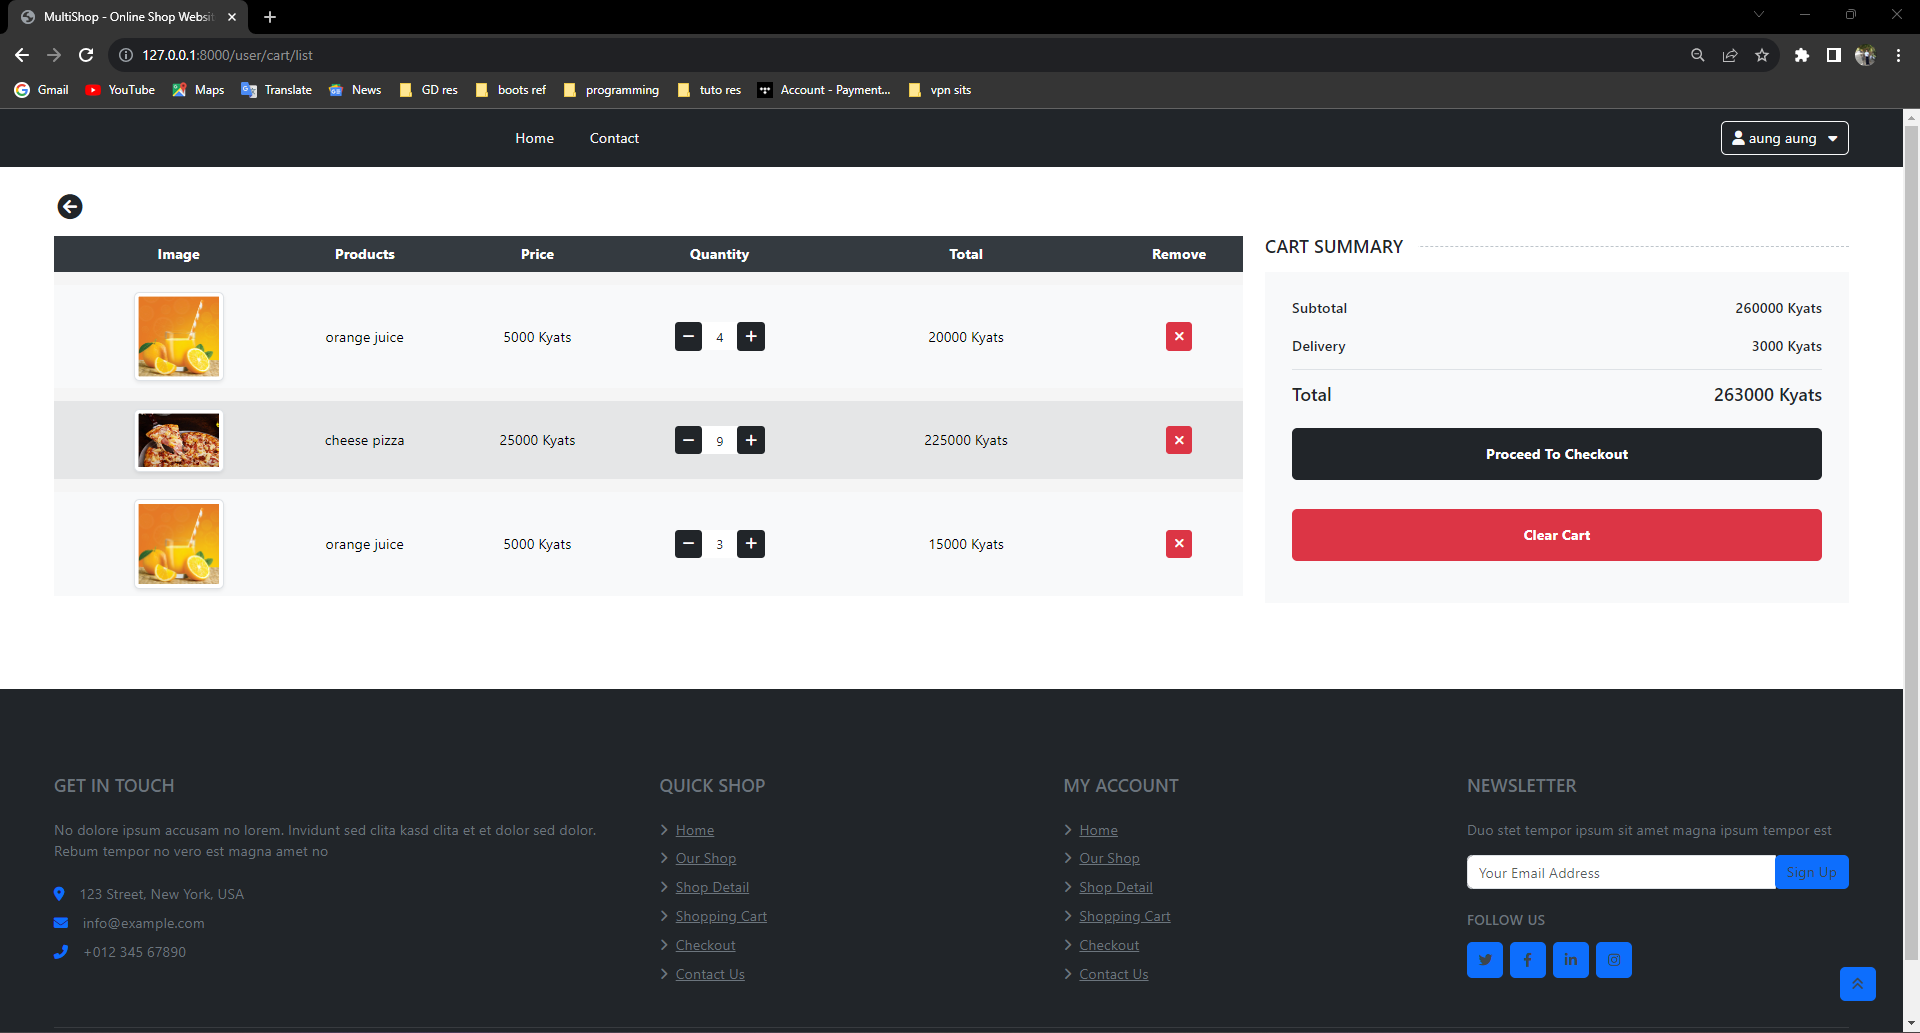 MultiShop - Online Shop Websit
127.0.0.1:8000/user/cart/list
Gmail YouTube Maps Translate News GD res boots ref programming tuto res Account - Payment... vpn sits
Home Contact aung aung
Image Products Price Quantity Total Remove
orange juice 5000 Kyats 4 20000 Kyats
cheese pizza 25000 Kyats 9 225000 Kyats
orange juice 5000 Kyats 3 15000 Kyats
CART SUMMARY
Subtotal 260000 Kyats
Delivery 3000 Kyats
Total 263000 Kyats
Proceed To Checkout
Clear Cart
GET IN TOUCH
No dolore ipsum accusam no lorem. Invidunt sed clita kasd clita et et dolor sed dolor.
Rebum tempor no vero est magna amet no
123 Street, New York, USA
info@example.com
+012 345 67890
QUICK SHOP
Home
Our Shop
Shop Detail
Shopping Cart
Checkout
Contact Us
MY ACCOUNT
Home
Our Shop
Shop Detail
Shopping Cart
Checkout
Contact Us
NEWSLETTER
Duo stet tempor ipsum sit amet magna ipsum tempor est
Your Email Address Sign Up
FOLLOW US